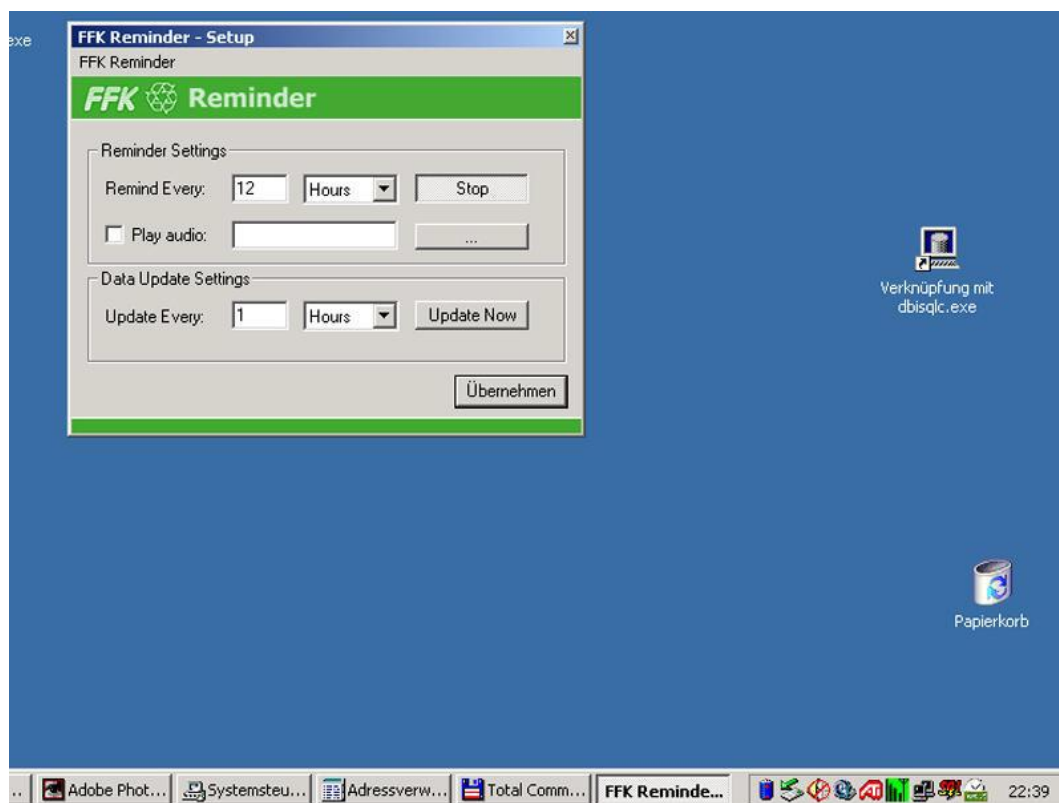 exe
FFK Reminder - Setup
FFK Reminder
FFK Reminder
Reminder Settings
Remind Every: 12 Hours Stop
Play audio: ...
Data Update Settings
Update Every: 1 Hours Update Now
Übernehmen
Verknüpfung mit
dbisqlc.exe
Papierkorb
.. Adobe Phot... Systemsteu... Adressverw... Total Comm... FFK Reminde... 22:39